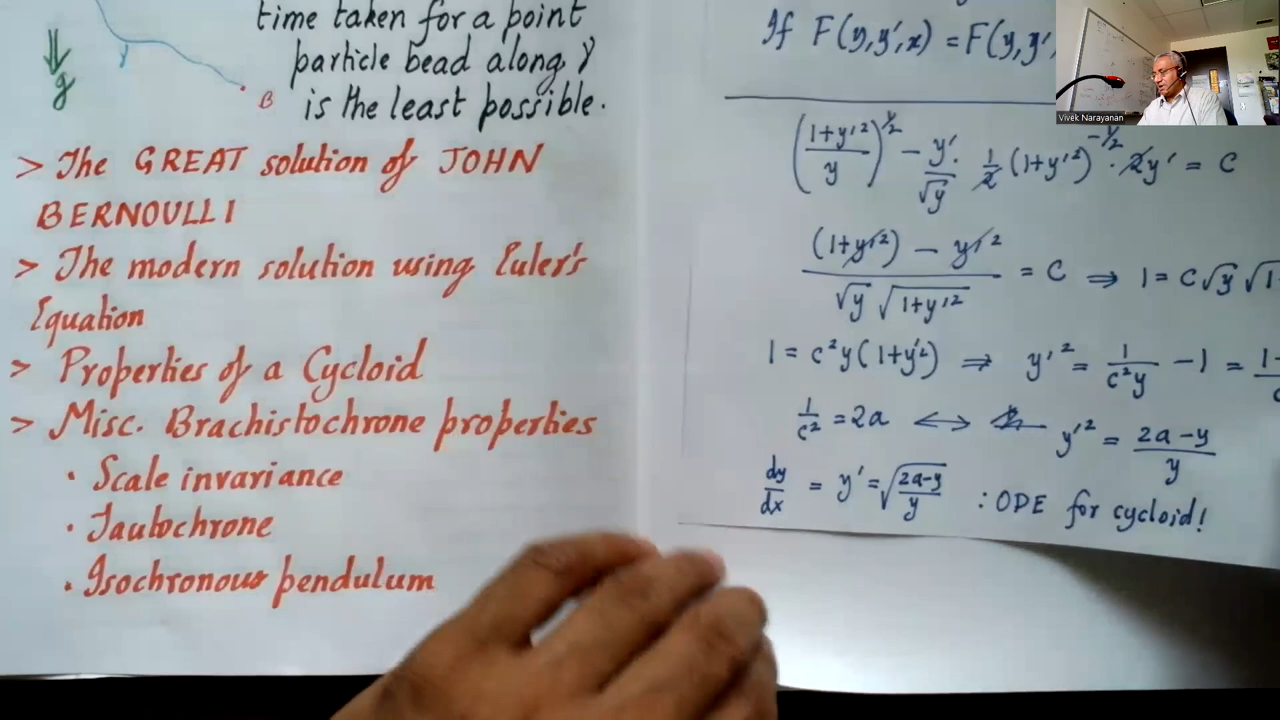 time taken for a point
particle bead along γ
is the least possible.
g
γ
B
> The GREAT solution of JOHN
BERNOULLI
> The modern solution using Euler's
Equation
> Properties of a Cycloid
> Misc. Brachistochrone properties
· Scale invariance
· Tautochrone
· Isochronous pendulum
If F(y,y',x) = F(y,y',
((1+y'²)/y)^½ − y'/√y · ½ (1+y'²)^−½ · 2y' = C
((1+y'²) − y'²)/(√y √(1+y'²)) = C ⇒ 1 = C√y √1
1 = c²y(1+y'²) ⇒ y'² = 1/(c²y) − 1 = 1-
1/c² = 2a ↔ y'² = (2a−y)/y
dy/dx = y' = √((2a−y)/y) : ODE for cycloid!
Vivek Narayanan